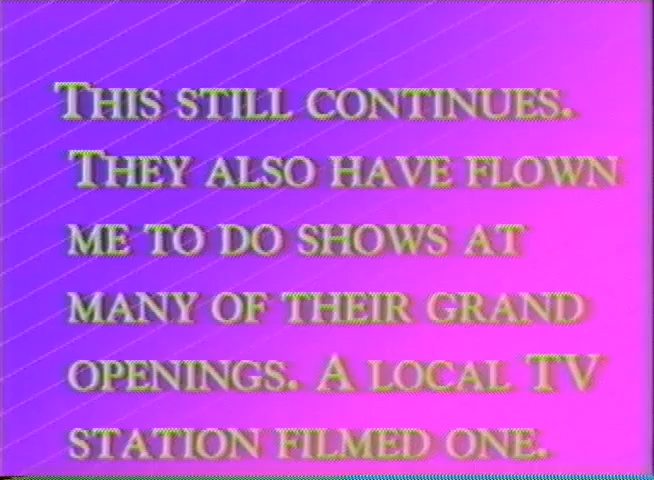 THIS STILL CONTINUES.
THEY ALSO HAVE FLOWN
ME TO DO SHOWS AT
MANY OF THEIR GRAND
OPENINGS. A LOCAL TV
STATION FILMED ONE.